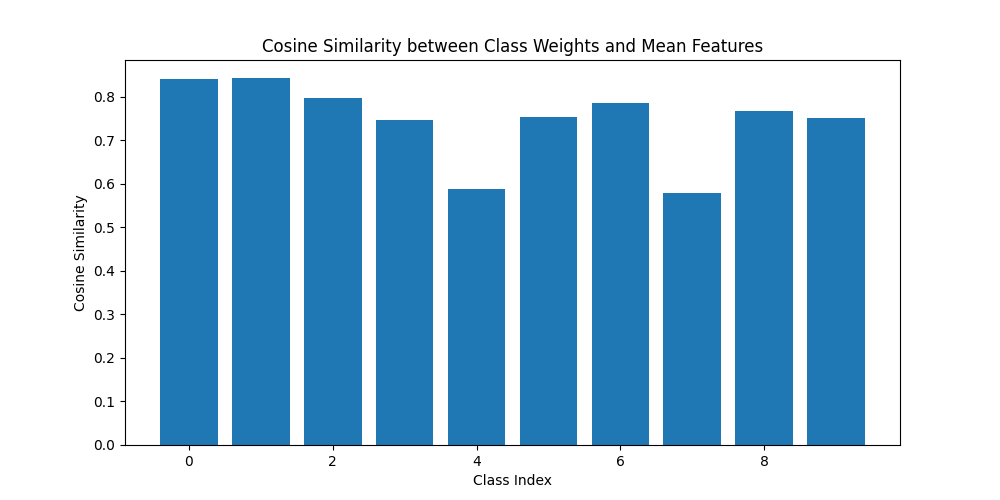 Cosine Similarity between Class Weights and Mean Features
0.8
0.7
0.6
0.5
0.4
0.3
0.2
0.1
0.0
Cosine Similarity
0 2 4 6 8
Class Index